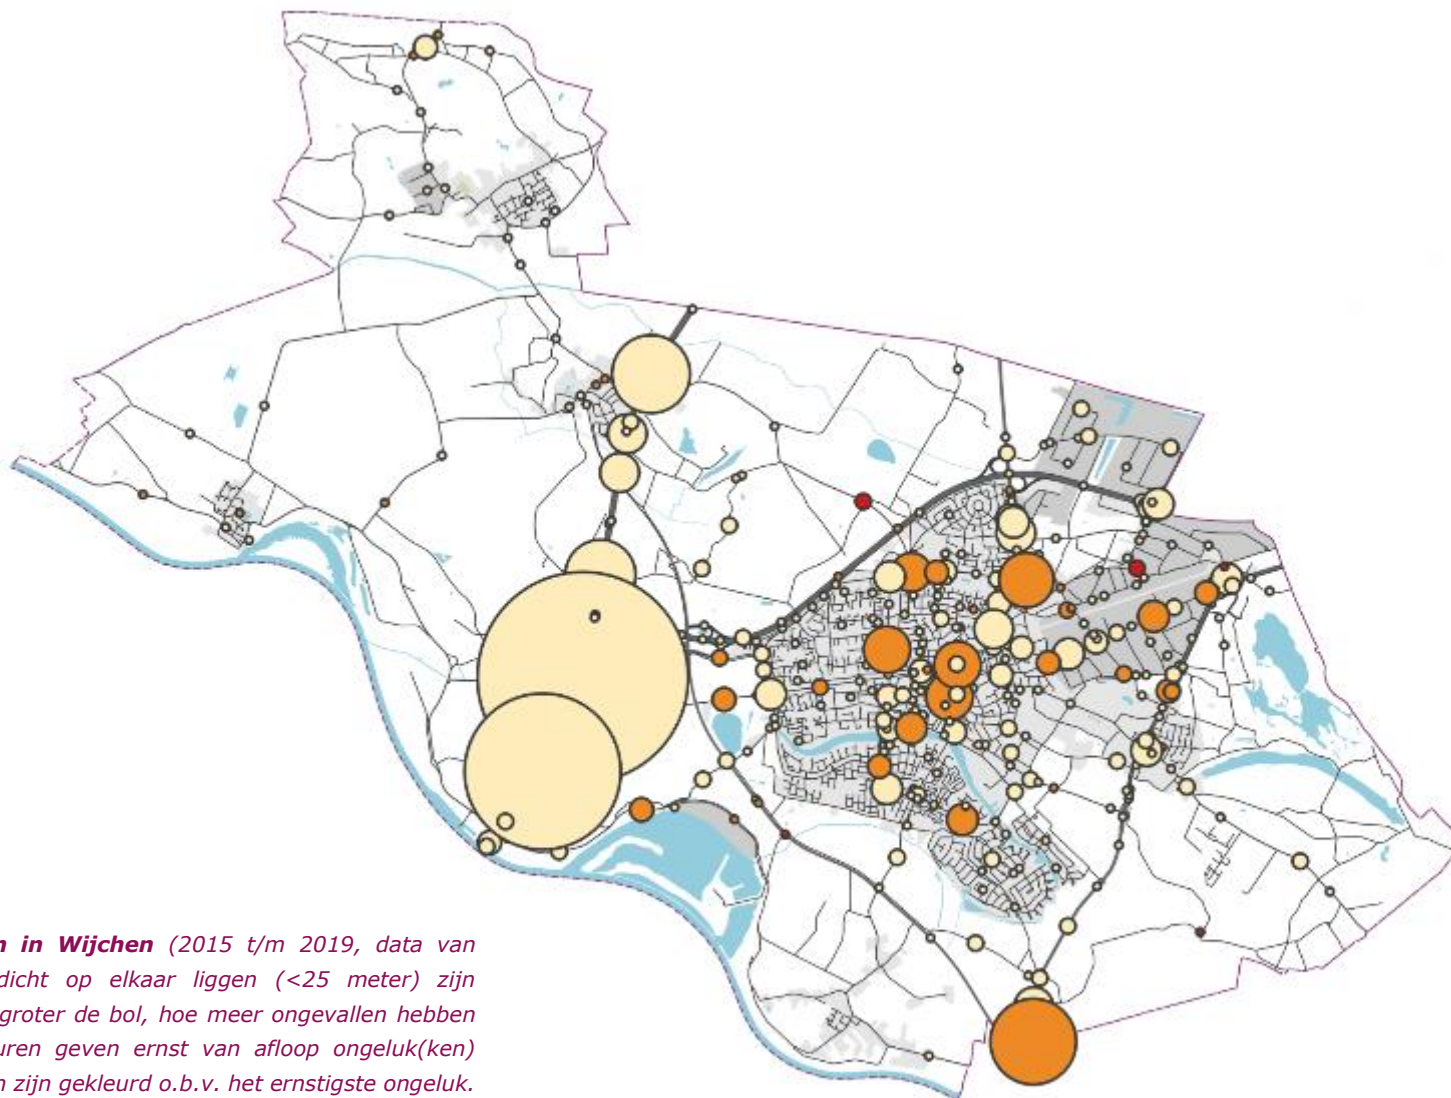 n in Wijchen (2015 t/m 2019, data van
dicht op elkaar liggen (<25 meter) zijn
groter de bol, hoe meer ongevallen hebben
uren geven ernst van afloop ongeluk(ken)
n zijn gekleurd o.b.v. het ernstigste ongeluk.